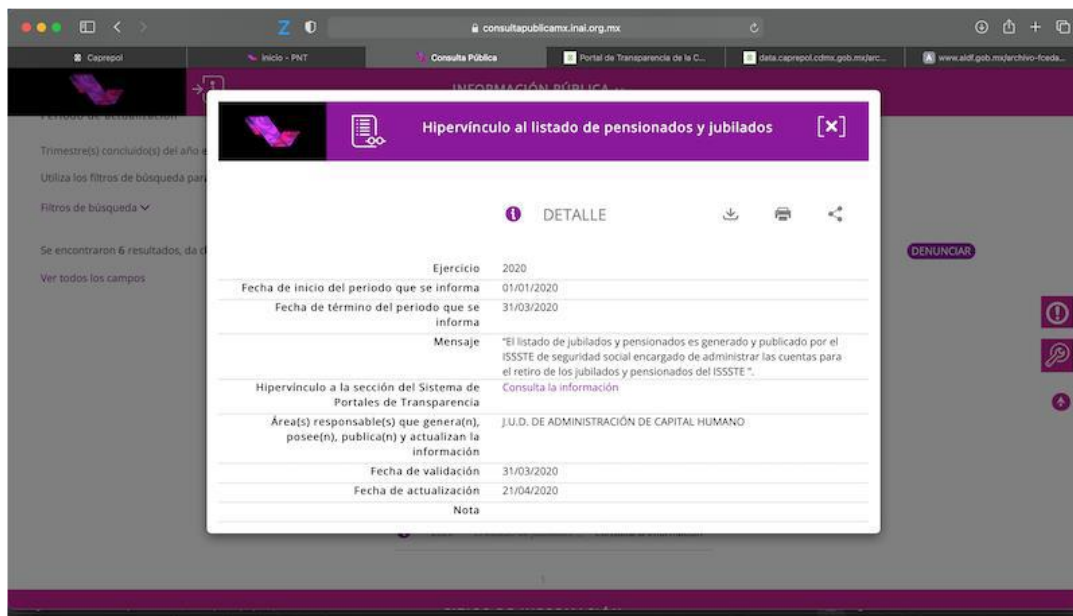 consultapublicamx.inai.org.mx
Caprepol
Inicio - PNT
Consulta Pública
Portal de Transparencia de la C...
data.caprepol.cdmx.gob.mx/arc...
www.aldf.gob.mx/archivo-fceda...
INFORMACIÓN PÚBLICA
Hipervínculo al listado de pensionados y jubilados
[×]
Trimestre(s) concluido(s) del año
Utiliza los filtros de búsqueda para
Filtros de búsqueda
DETALLE
Se encontraron 6 resultados, da
DENUNCIAR
Ver todos los campos
Ejercicio 2020
Fecha de inicio del periodo que se informa 01/01/2020
Fecha de término del periodo que se 31/03/2020
informa
Mensaje "El listado de jubilados y pensionados es generado y publicado por el
ISSSTE de seguridad social encargado de administrar las cuentas para
el retiro de los jubilados y pensionados del ISSSTE ".
Hipervínculo a la sección del Sistema de Consulta la información
Portales de Transparencia
Área(s) responsable(s) que genera(n), J.U.D. DE ADMINISTRACIÓN DE CAPITAL HUMANO
posee(n), publica(n) y actualizan la
información
Fecha de validación 31/03/2020
Fecha de actualización 21/04/2020
Nota
1